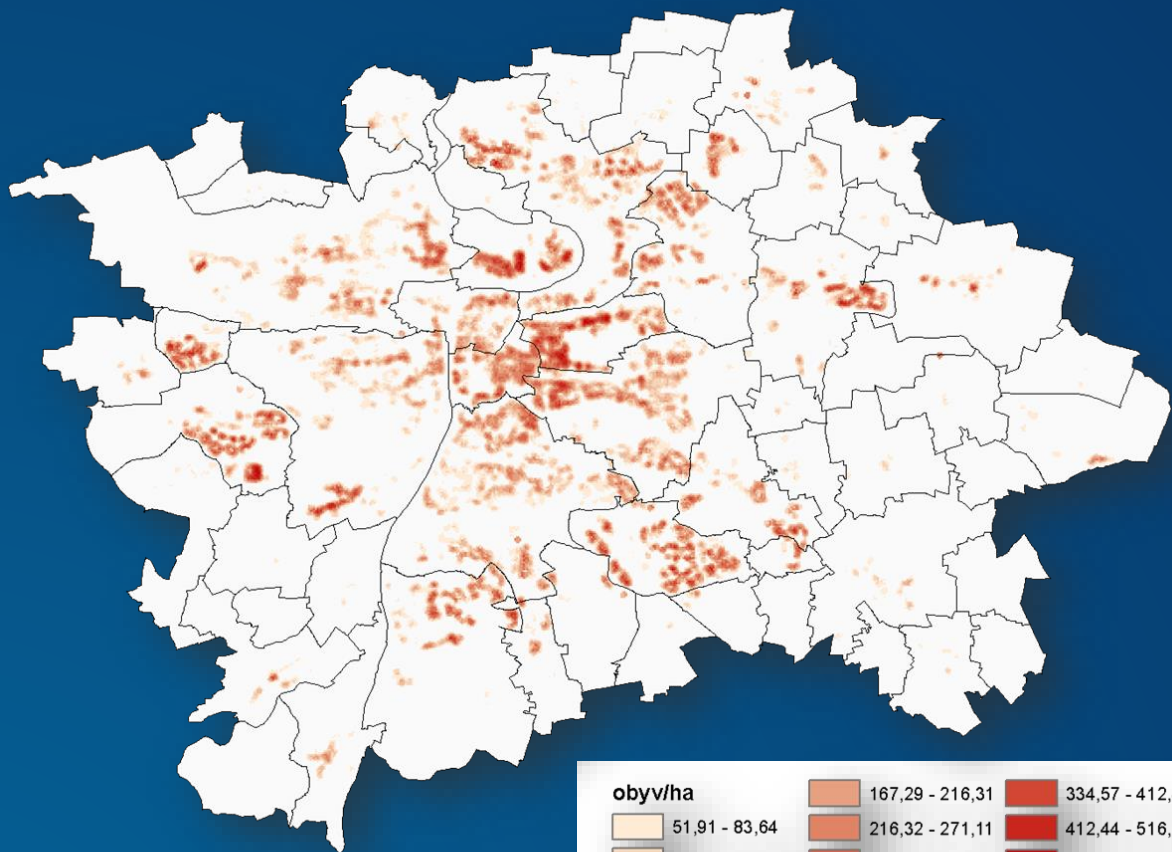 obyv/ha
167,29 - 216,31
334,57 - 412,
51,91 - 83,64
216,32 - 271,11
412,44 - 516,